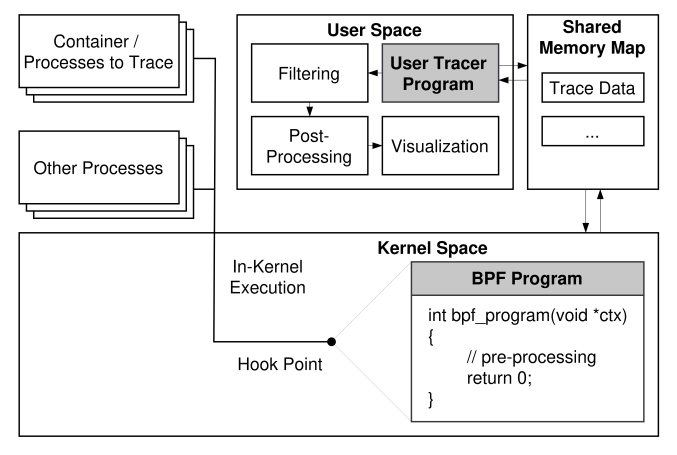 Container /
Processes to Trace
Other Processes
User Space
Filtering
User Tracer
Program
Post-
Processing
Visualization
Shared
Memory Map
Trace Data
...
Kernel Space
In-Kernel
Execution
Hook Point
BPF Program
int bpf_program(void *ctx)
{
// pre-processing
return 0;
}